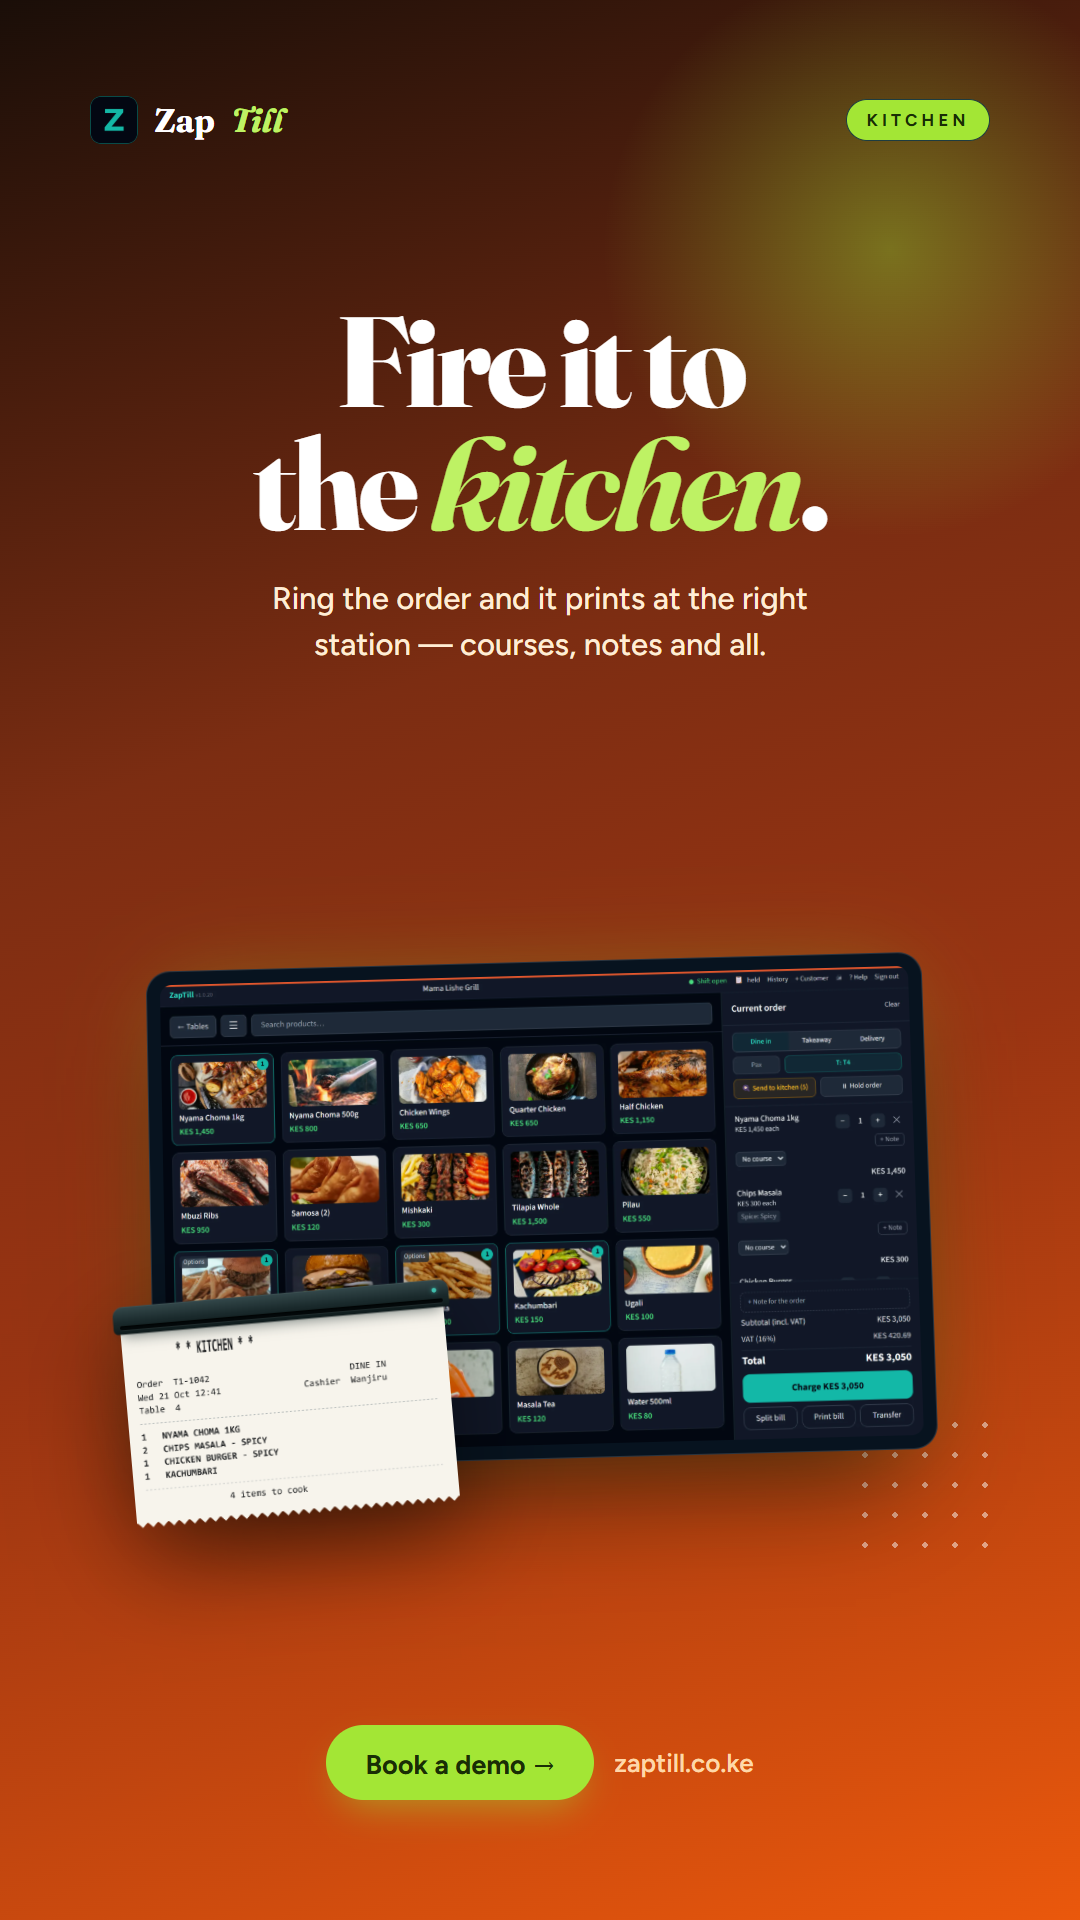 Z Zap Till
KITCHEN
Fire it to
the kitchen.
Ring the order and it prints at the right
station — courses, notes and all.
ZapTill
Mama Lishe Grill
Shift open
held
History
+ Customer
? Help
Sign out
← Tables
☰
Search products...
Nyama Choma 1kg
KES 1,450
1
Nyama Choma 500g
KES 800
Chicken Wings
KES 650
Quarter Chicken
KES 650
Half Chicken
KES 1,150
Mbuzi Ribs
KES 950
Samosa (2)
KES 120
Mishkaki
KES 300
Tilapia Whole
KES 1,500
Pilau
KES 550
Options
1
Options
1
Kachumbari
KES 150
1
Ugali
KES 100
Masala Tea
KES 120
Water 500ml
KES 80
Current order
Clear
Dine in
Takeaway
Delivery
Pax
T: T4
Send to kitchen (5)
Hold order
Nyama Choma 1kg
− 1 + ×
KES 1,450 each
+ Note
No course
KES 1,450
Chips Masala
− 1 + ×
KES 300 each
Spice: Spicy
+ Note
No course
KES 300
Chicken Burger
+ Note for the order
Subtotal (incl. VAT) KES 3,050
VAT (16%) KES 420.69
Total KES 3,050
Charge KES 3,050
Split bill
Print bill
Transfer
* * KITCHEN * *
DINE IN
Order T1-1042
Cashier Wanjiru
Wed 21 Oct 12:41
Table 4
1 NYAMA CHOMA 1KG
2 CHIPS MASALA - SPICY
1 CHICKEN BURGER - SPICY
1 KACHUMBARI
4 items to cook
Book a demo →
zaptill.co.ke